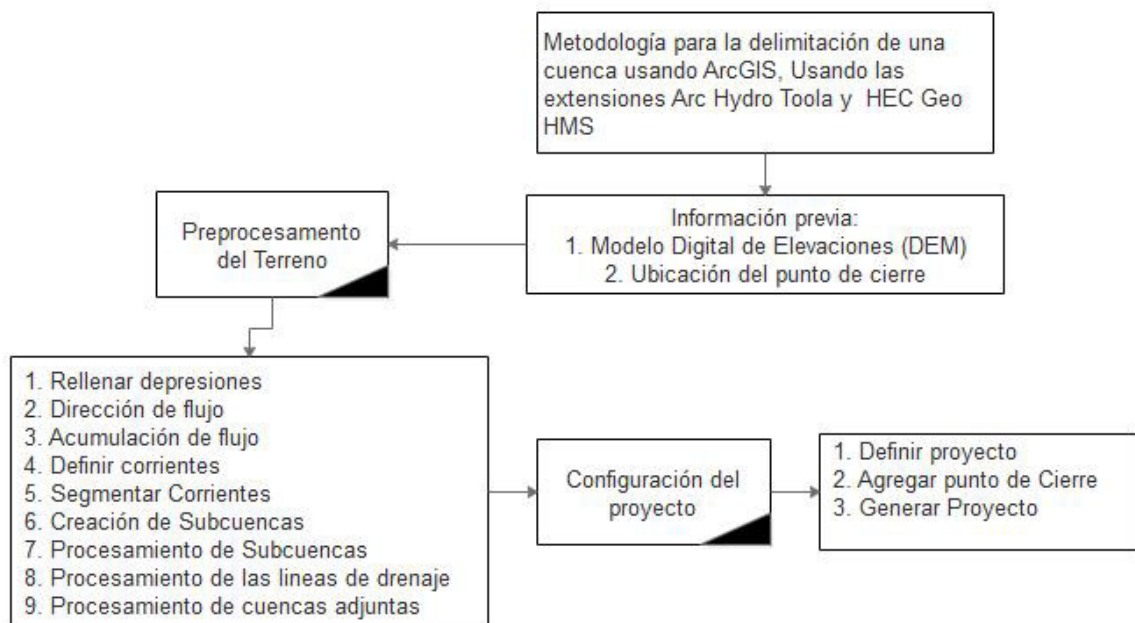 Metodología para la delimitación de una
cuenca usando ArcGIS, Usando las
extensiones Arc Hydro Toola y HEC Geo
HMS
Información previa:
1. Modelo Digital de Elevaciones (DEM)
2. Ubicación del punto de cierre
Preprocesamento
del Terreno
1. Rellenar depresiones
2. Dirección de flujo
3. Acumulación de flujo
4. Definir corrientes
5. Segmentar Corrientes
6. Creación de Subcuencas
7. Procesamiento de Subcuencas
8. Procesamiento de las lineas de drenaje
9. Procesamiento de cuencas adjuntas
Configuración del
proyecto
1. Definir proyecto
2. Agregar punto de Cierre
3. Generar Proyecto